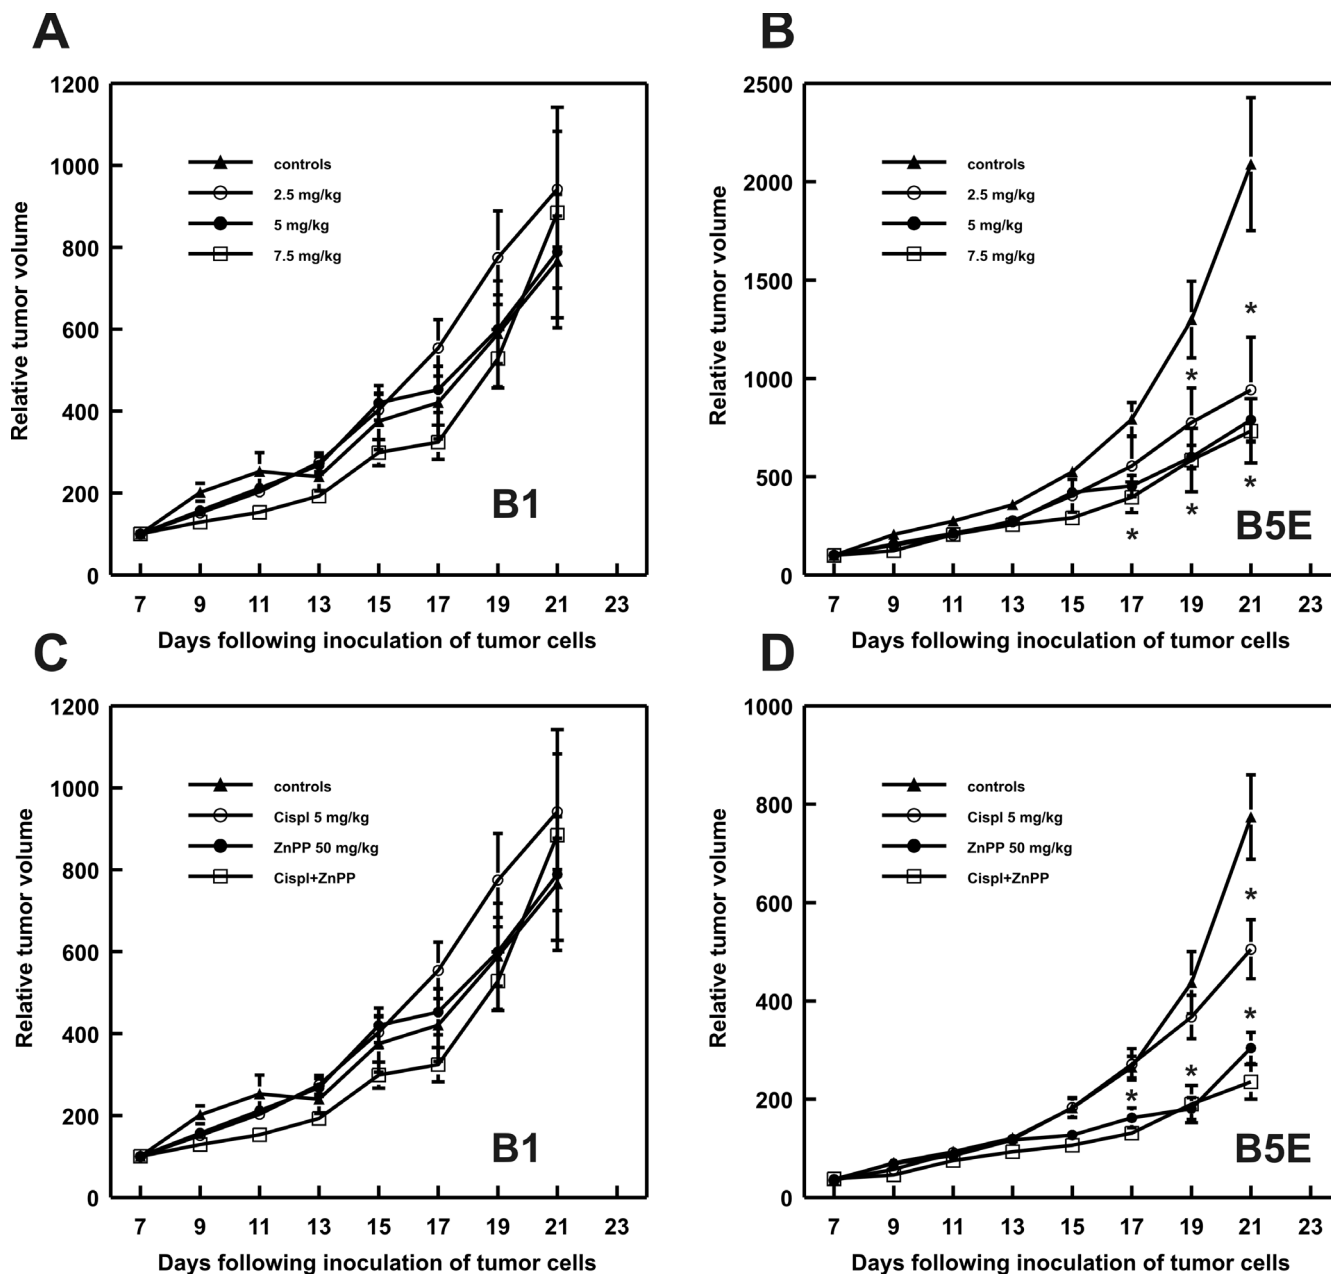 A
Relative tumor volume
1200
1000
800
600
400
200
0
controls
2.5 mg/kg
5 mg/kg
7.5 mg/kg
B1
7 9 11 13 15 17 19 21 23
Days following inoculation of tumor cells
B
Relative tumor volume
2500
2000
1500
1000
500
0
controls
2.5 mg/kg
5 mg/kg
7.5 mg/kg
*
*
*
*
*
B5E
7 9 11 13 15 17 19 21 23
Days following inoculation of tumor cells
C
Relative tumor volume
1200
1000
800
600
400
200
0
controls
Cispl 5 mg/kg
ZnPP 50 mg/kg
Cispl+ZnPP
B1
7 9 11 13 15 17 19 21 23
Days following inoculation of tumor cells
D
Relative tumor volume
1000
800
600
400
200
0
controls
Cispl 5 mg/kg
ZnPP 50 mg/kg
Cispl+ZnPP
*
*
*
*
B5E
7 9 11 13 15 17 19 21 23
Days following inoculation of tumor cells